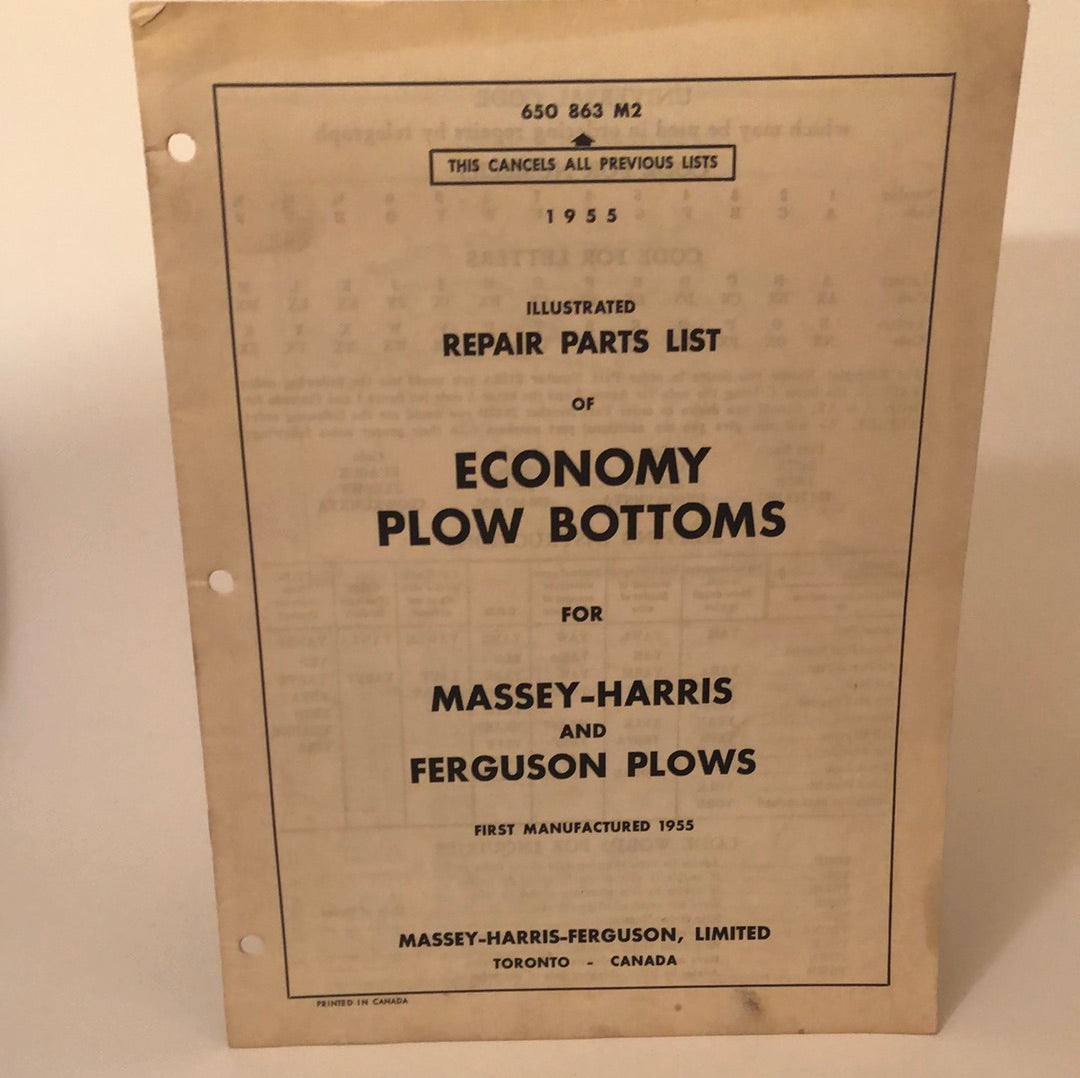 650 863 M2
THIS CANCELS ALL PREVIOUS LISTS
1955
ILLUSTRATED
REPAIR PARTS LIST
OF
ECONOMY
PLOW BOTTOMS
FOR
MASSEY-HARRIS
AND
FERGUSON PLOWS
FIRST MANUFACTURED 1955
MASSEY-HARRIS-FERGUSON, LIMITED
TORONTO - CANADA
PRINTED IN CANADA